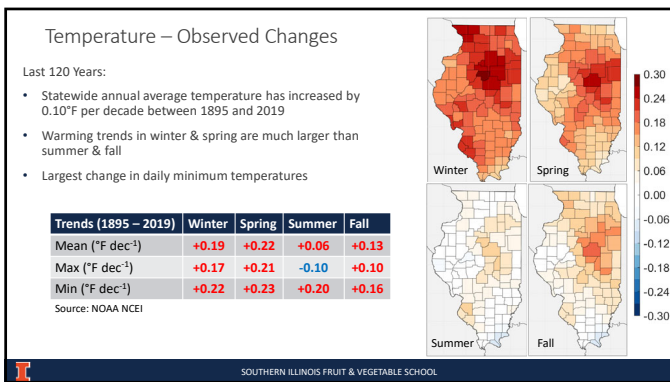 Temperature – Observed Changes
Last 120 Years:
• Statewide annual average temperature has increased by
0.10°F per decade between 1895 and 2019
• Warming trends in winter & spring are much larger than
summer & fall
• Largest change in daily minimum temperatures
Trends (1895 – 2019) Winter Spring Summer Fall
Mean (°F dec⁻¹) +0.19 +0.22 +0.06 +0.13
Max (°F dec⁻¹) +0.17 +0.21 -0.10 +0.10
Min (°F dec⁻¹) +0.22 +0.23 +0.20 +0.16
Source: NOAA NCEI
Winter
Spring
Summer
Fall
0.30
0.24
0.18
0.12
0.06
0.00
-0.06
-0.12
-0.18
-0.24
-0.30
I
SOUTHERN ILLINOIS FRUIT & VEGETABLE SCHOOL